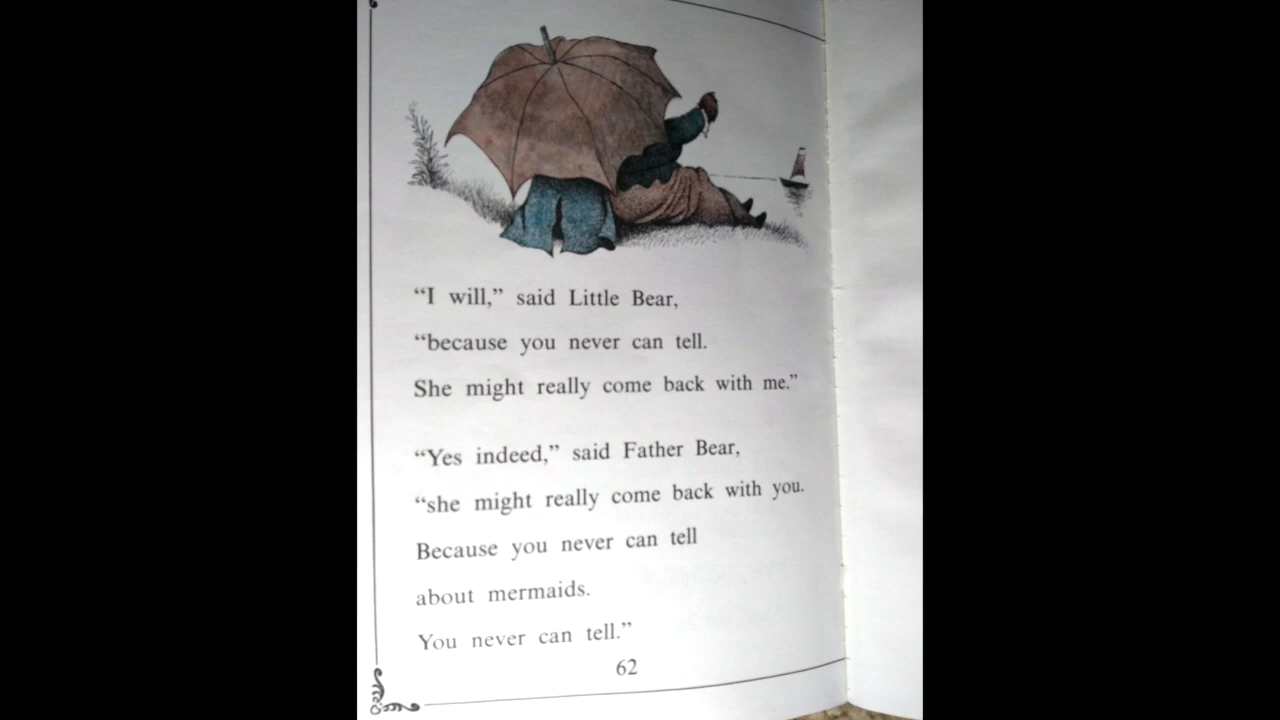 “I will,” said Little Bear,
“because you never can tell.
She might really come back with me.”
“Yes indeed,” said Father Bear,
“she might really come back with you.
Because you never can tell
about mermaids.
You never can tell.”
62